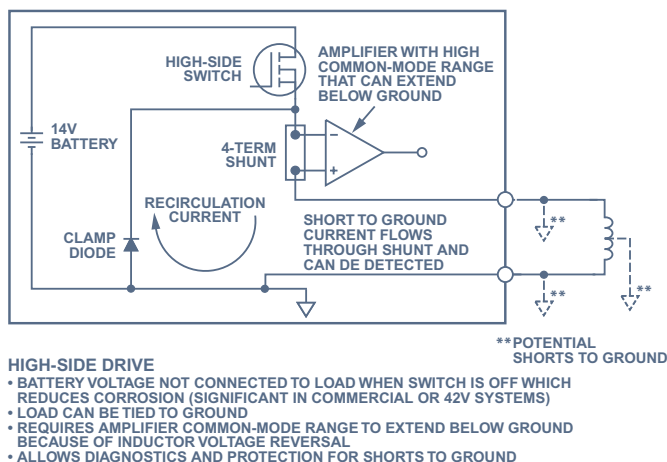 HIGH-SIDE
SWITCH
AMPLIFIER WITH HIGH
COMMON-MODE RANGE
THAT CAN EXTEND
BELOW GROUND
14V
BATTERY
4-TERM
SHUNT
–
+
RECIRCULATION
CURRENT
CLAMP
DIODE
SHORT TO GROUND
CURRENT FLOWS
THROUGH SHUNT AND
CAN BE DETECTED
**
**
**
**POTENTIAL
SHORTS TO GROUND
HIGH-SIDE DRIVE
• BATTERY VOLTAGE NOT CONNECTED TO LOAD WHEN SWITCH IS OFF WHICH
REDUCES CORROSION (SIGNIFICANT IN COMMERCIAL OR 42V SYSTEMS)
• LOAD CAN BE TIED TO GROUND
• REQUIRES AMPLIFIER COMMON-MODE RANGE TO EXTEND BELOW GROUND
BECAUSE OF INDUCTOR VOLTAGE REVERSAL
• ALLOWS DIAGNOSTICS AND PROTECTION FOR SHORTS TO GROUND